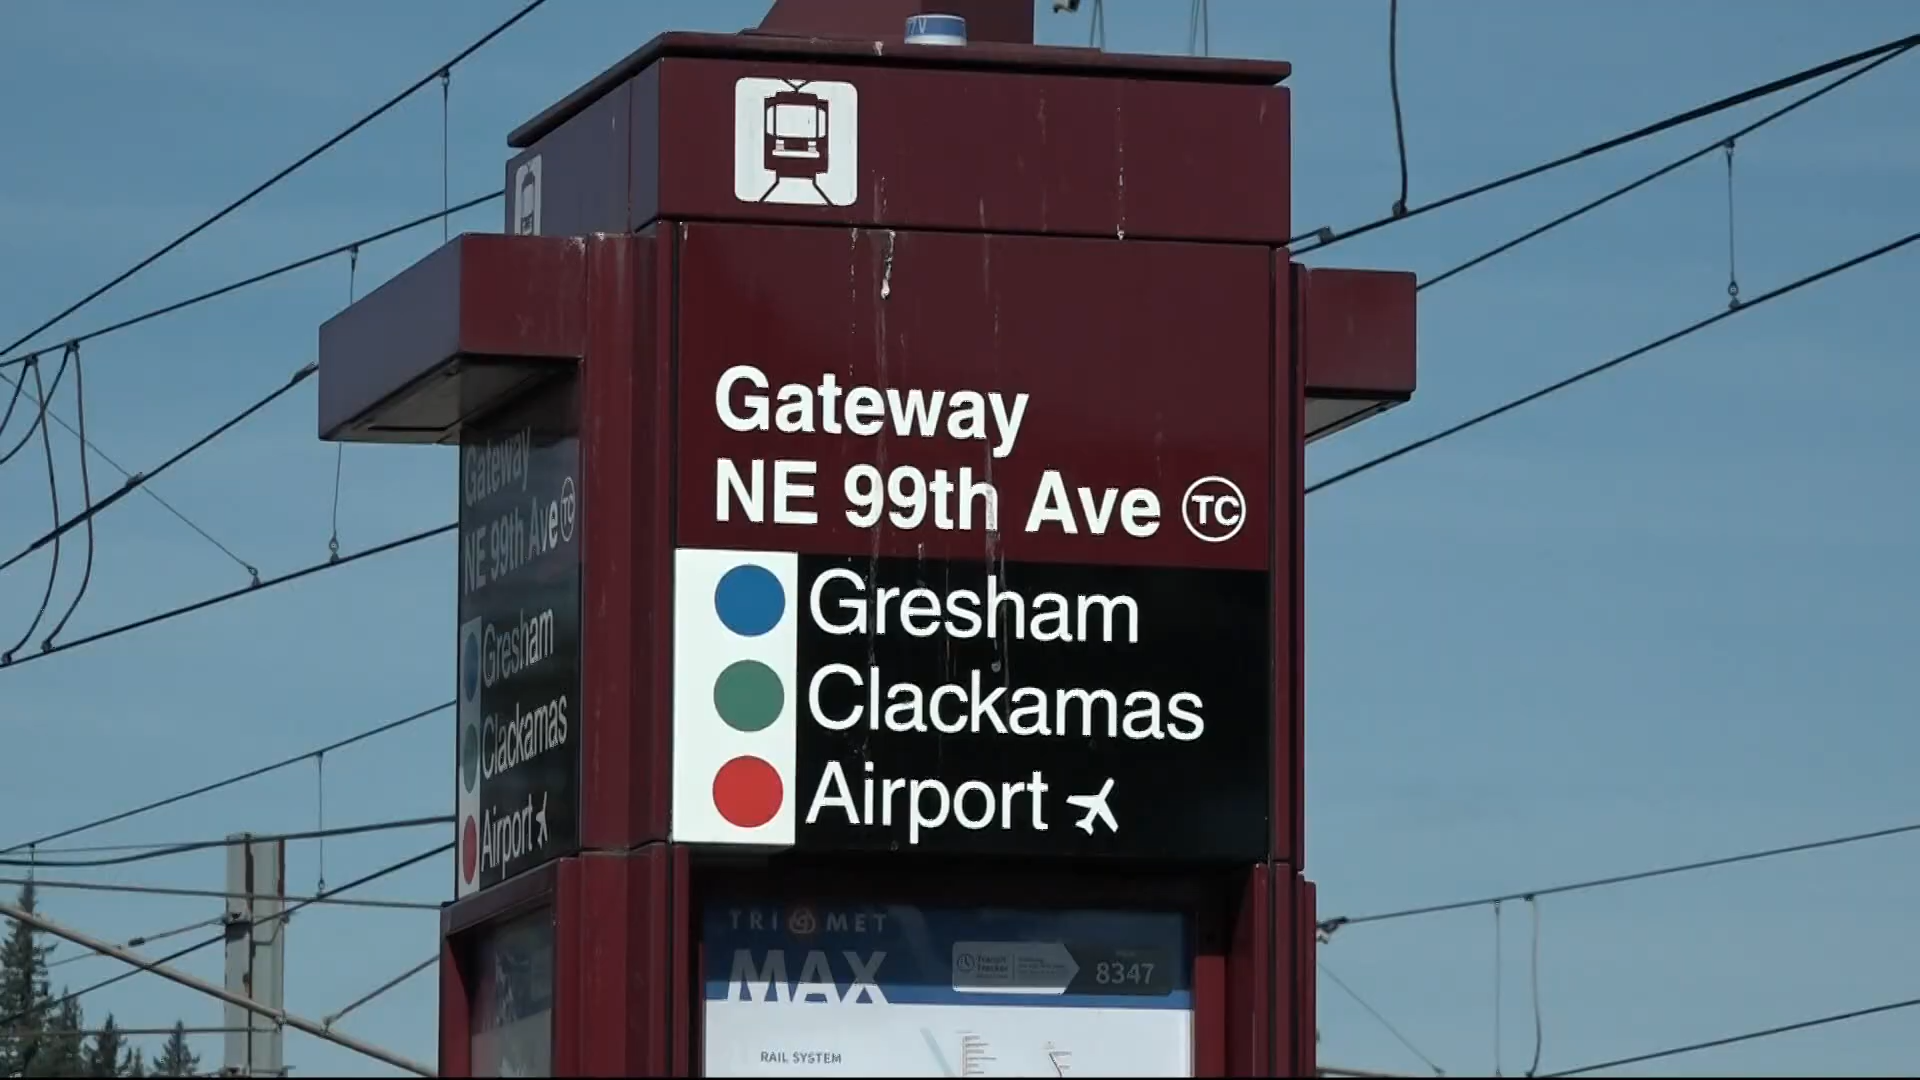 Gateway
NE 99th Ave TC
Gresham
Clackamas
Airport
TRI MET
MAX
8347
RAIL SYSTEM
Gateway
NE 99th Ave TC
Gresham
Clackamas
Airport